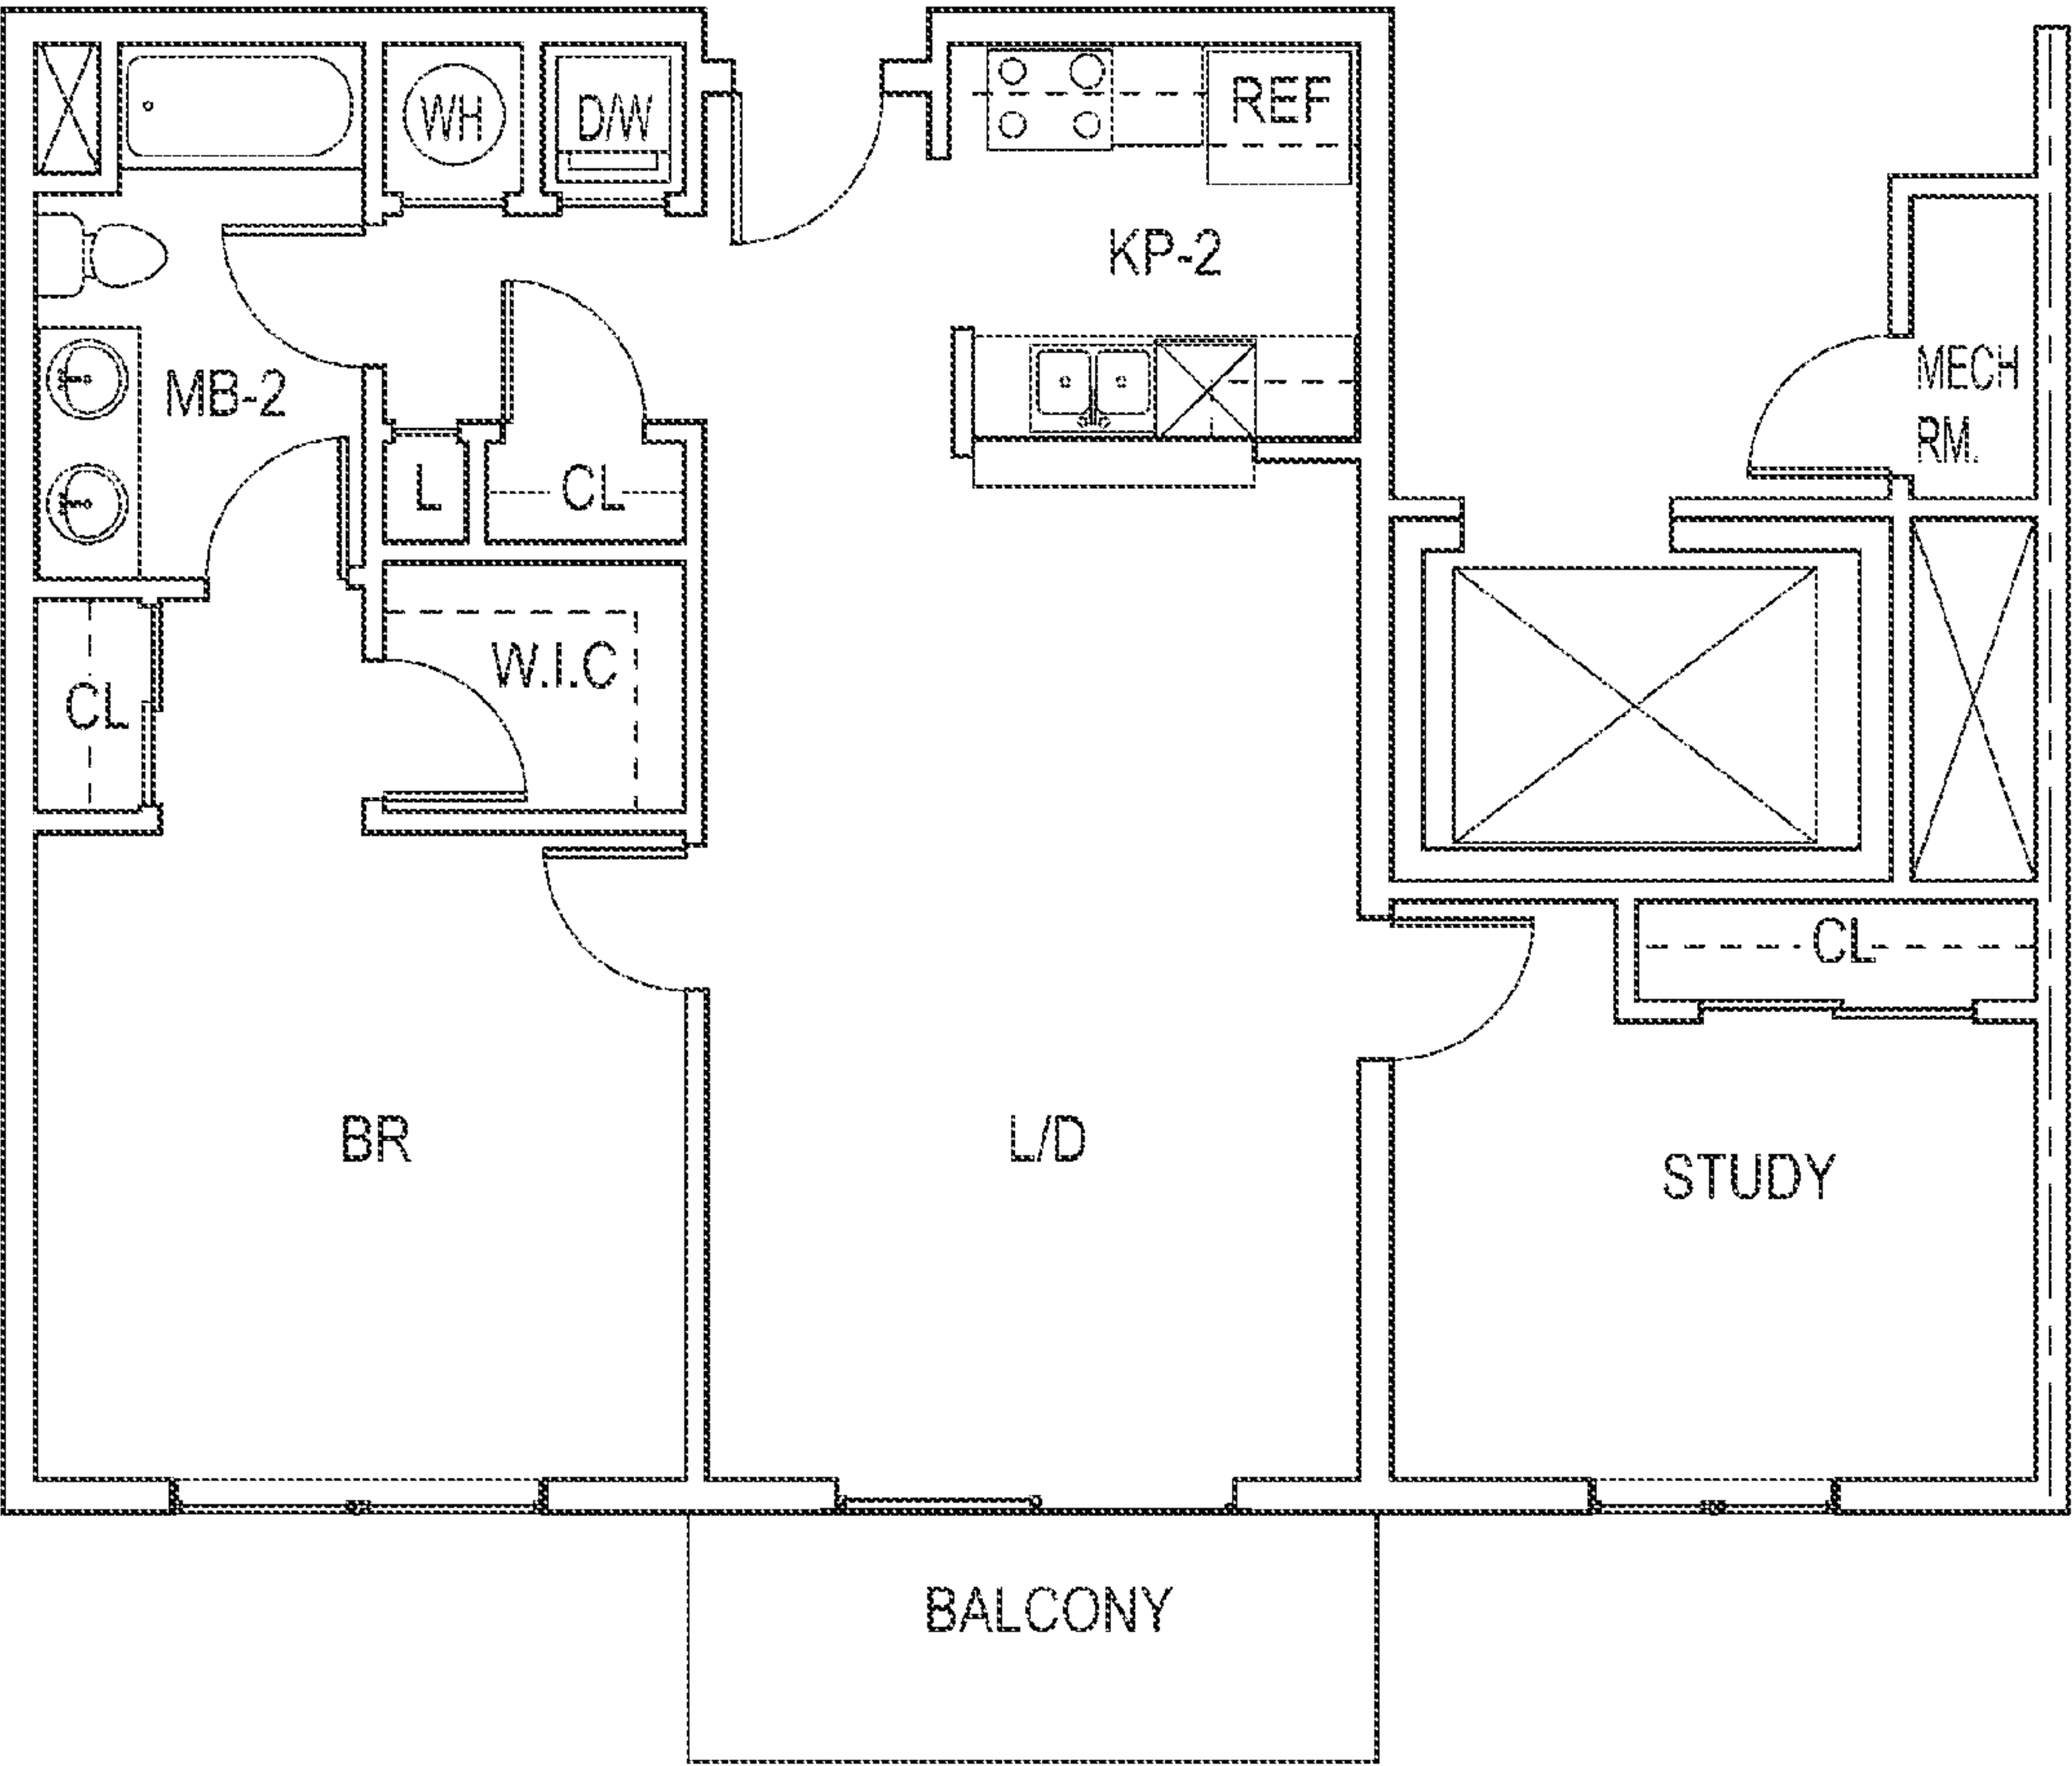 WH
D/W
REF
KP-2
MB-2
MECH
RM.
L
CL
W.I.C
CL
CL
BR
L/D
STUDY
BALCONY